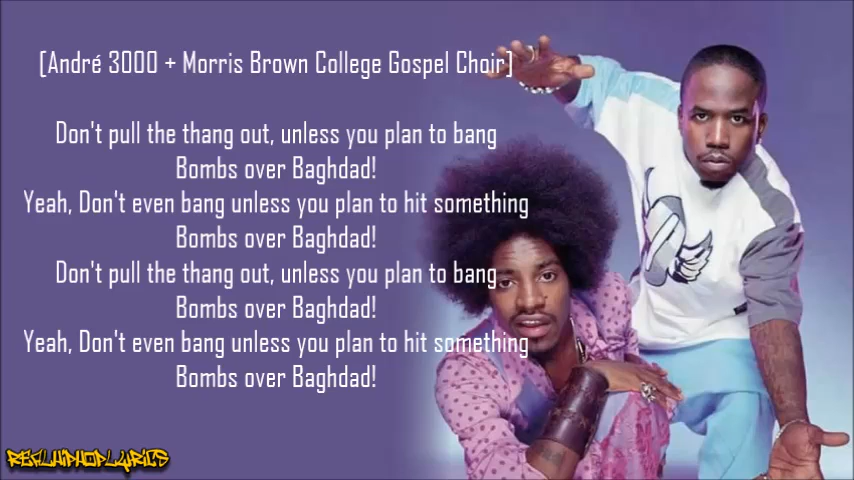 [André 3000 + Morris Brown College Gospel Choir]
Don't pull the thang out, unless you plan to bang
Bombs over Baghdad!
Yeah, Don't even bang unless you plan to hit something
Bombs over Baghdad!
Don't pull the thang out, unless you plan to bang
Bombs over Baghdad!
Yeah, Don't even bang unless you plan to hit something
Bombs over Baghdad!
REALHIPHOPLYRICS